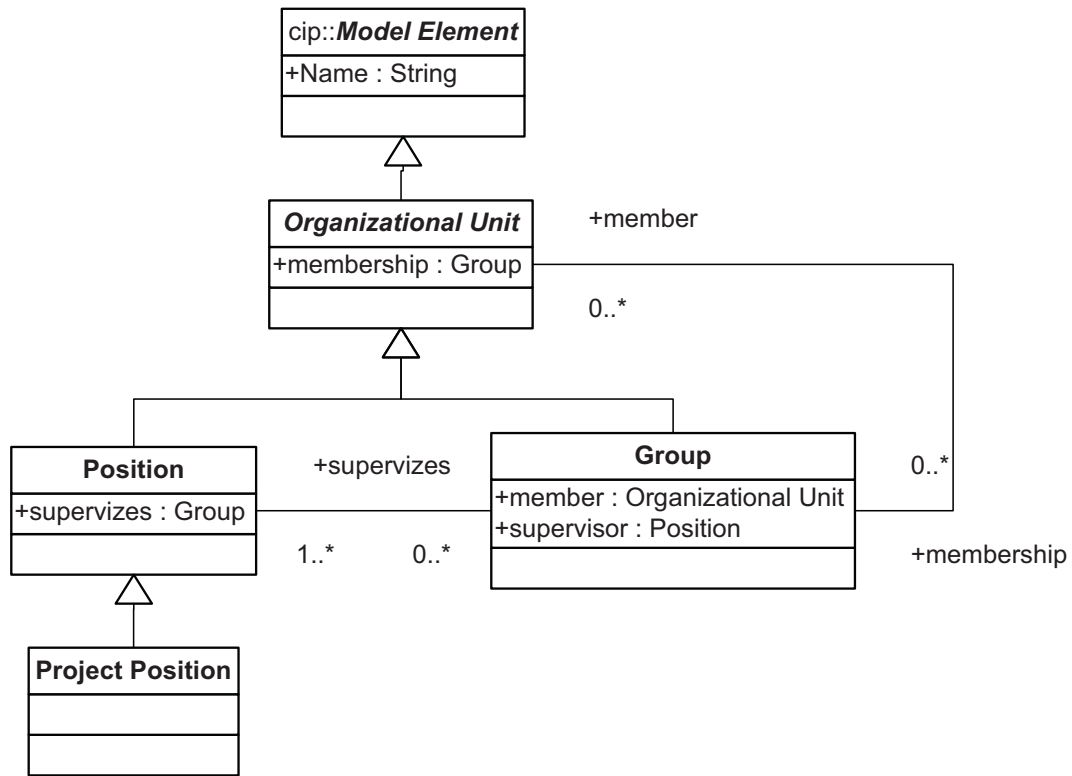 cip::Model Element
+Name : String
Organizational Unit
+membership : Group
+member
0..*
Position
+supervizes : Group
+supervizes
1..*
0..*
Group
+member : Organizational Unit
+supervisor : Position
0..*
+membership
Project Position